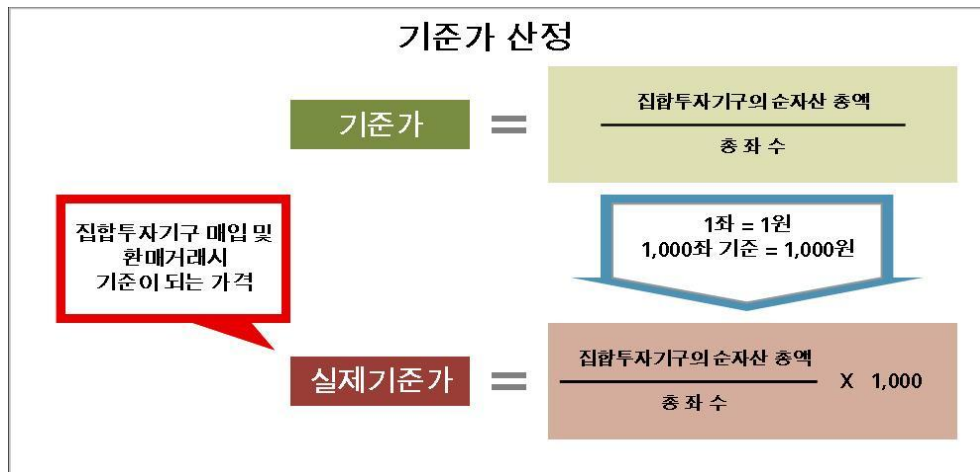 기준가 산정
기준가 =
집합투자기구의 순자산 총액
총 좌 수
집합투자기구 매입 및
환매거래시
기준이 되는 가격
1좌 = 1원
1,000좌 기준 = 1,000원
실제기준가 =
집합투자기구의 순자산 총액
총 좌 수
X 1,000